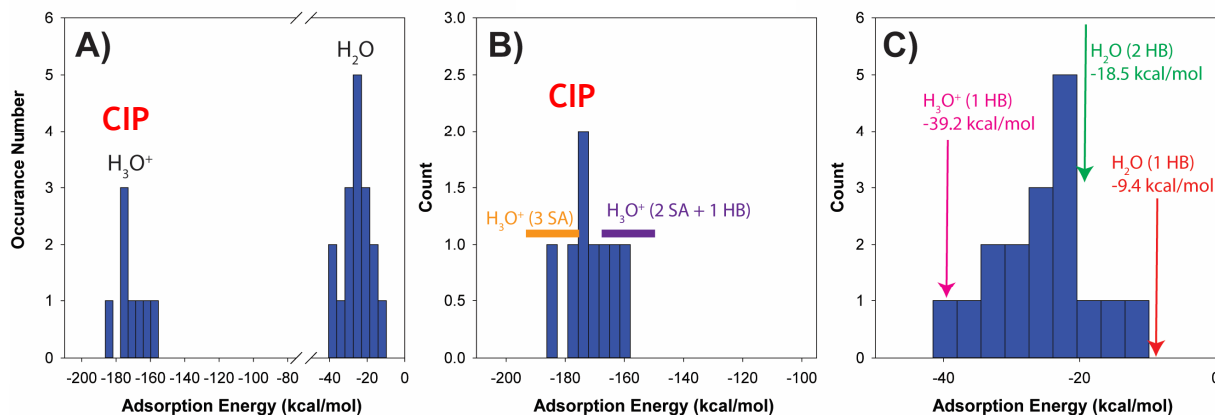 A)
CIP
H₃O⁺
H₂O
Occurance Number
6
5
4
3
2
1
0
-200 -180 -160 -140 -120 -100 -80 -40 -20 0
Adsorption Energy (kcal/mol)
B)
CIP
H₃O⁺ (3 SA)
H₃O⁺ (2 SA + 1 HB)
Count
3.0
2.5
2.0
1.5
1.0
0.5
0.0
-200 -180 -160 -140 -120 -100
Adsorption Energy (kcal/mol)
C)
H₂O (2 HB)
-18.5 kcal/mol
H₃O⁺ (1 HB)
-39.2 kcal/mol
H₂O (1 HB)
-9.4 kcal/mol
Count
6
5
4
3
2
1
0
-40 -20 0
Adsorption Energy (kcal/mol)